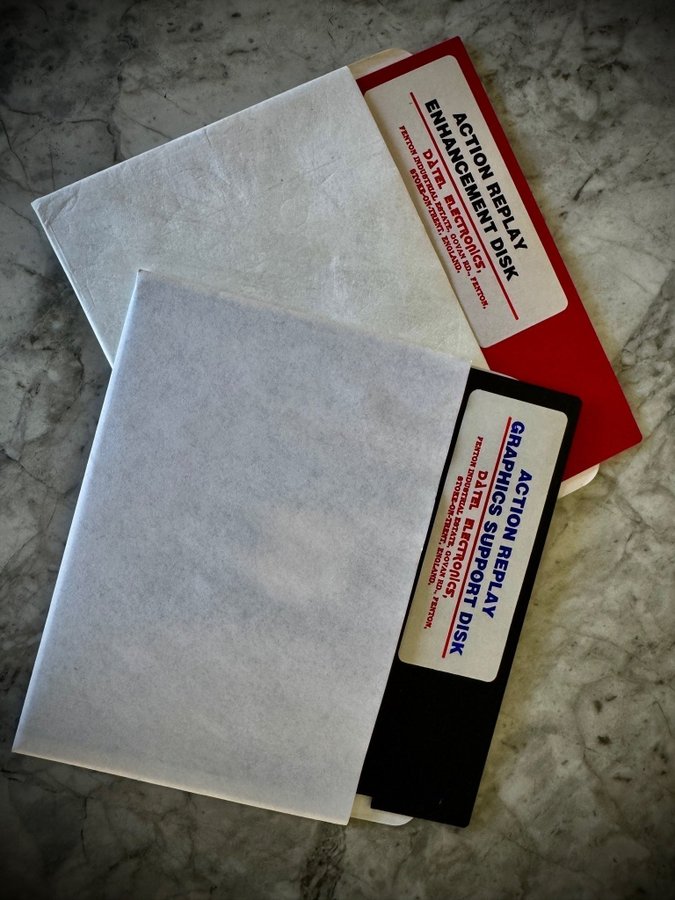 ACTION REPLAY
ENHANCEMENT DISK
DATEL ELECTRONICS,
FENTON INDUSTRIAL ESTATE, GOVAN RD., FENTON,
STOKE-ON-TRENT, ENGLAND.
ACTION REPLAY
GRAPHICS SUPPORT DISK
DATEL ELECTRONICS,
FENTON INDUSTRIAL ESTATE, GOVAN RD., FENTON,
STOKE-ON-TRENT, ENGLAND.